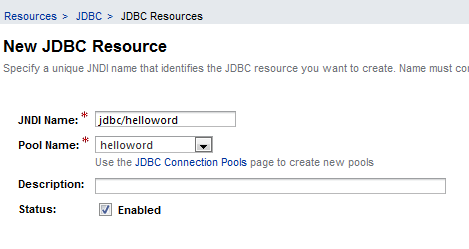 Resources > JDBC > JDBC Resources
New JDBC Resource
Specify a unique JNDI name that identifies the JDBC resource you want to create. Name must
JNDI Name: * jdbc/helloword
Pool Name: * helloword
Use the JDBC Connection Pools page to create new pools
Description:
Status: Enabled